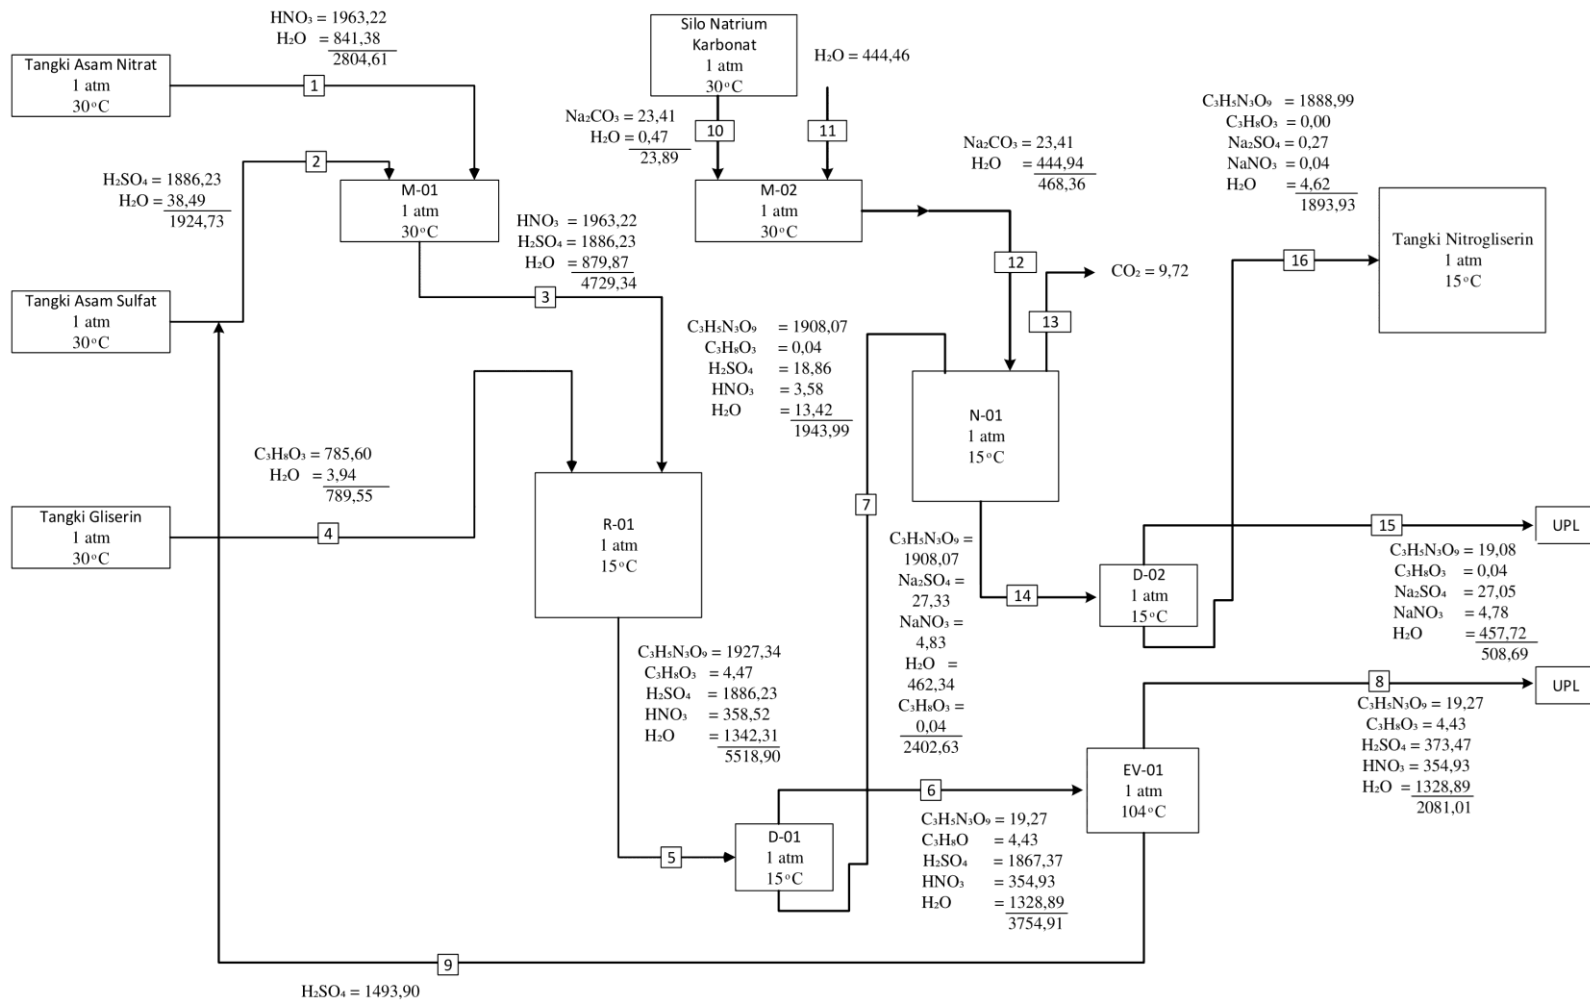 HNO₃ = 1963,22
H₂O = 841,38
2804,61
Tangki Asam Nitrat
1 atm
30°C
1
Silo Natrium
Karbonat
1 atm
30°C
H₂O = 444,46
Na₂CO₃ = 23,41
H₂O = 0,47
23,89
10
11
2
H₂SO₄ = 1886,23
H₂O = 38,49
1924,73
M-01
1 atm
30°C
M-02
1 atm
30°C
Na₂CO₃ = 23,41
H₂O = 444,94
468,36
C₃H₅N₃O₉ = 1888,99
C₃H₈O₃ = 0,00
Na₂SO₄ = 0,27
NaNO₃ = 0,04
H₂O = 4,62
1893,93
HNO₃ = 1963,22
H₂SO₄ = 1886,23
H₂O = 879,87
4729,34
3
12
CO₂ = 9,72
13
16
Tangki Nitrogliserin
1 atm
15°C
Tangki Asam Sulfat
1 atm
30°C
C₃H₅N₃O₉ = 1908,07
C₃H₈O₃ = 0,04
H₂SO₄ = 18,86
HNO₃ = 3,58
H₂O = 13,42
1943,99
N-01
1 atm
15°C
C₃H₈O₃ = 785,60
H₂O = 3,94
789,55
Tangki Gliserin
1 atm
30°C
4
R-01
1 atm
15°C
7
C₃H₅N₃O₉ =
1908,07
Na₂SO₄ =
27,33
NaNO₃ =
4,83
H₂O =
462,34
C₃H₈O₃ =
0,04
2402,63
14
D-02
1 atm
15°C
15
UPL
C₃H₅N₃O₉ = 19,08
C₃H₈O₃ = 0,04
Na₂SO₄ = 27,05
NaNO₃ = 4,78
H₂O = 457,72
508,69
C₃H₅N₃O₉ = 1927,34
C₃H₈O₃ = 4,47
H₂SO₄ = 1886,23
HNO₃ = 358,52
H₂O = 1342,31
5518,90
8
UPL
C₃H₅N₃O₉ = 19,27
C₃H₈O₃ = 4,43
H₂SO₄ = 373,47
HNO₃ = 354,93
H₂O = 1328,89
2081,01
EV-01
1 atm
104°C
6
5
D-01
1 atm
15°C
C₃H₅N₃O₉ = 19,27
C₃H₈O = 4,43
H₂SO₄ = 1867,37
HNO₃ = 354,93
H₂O = 1328,89
3754,91
9
H₂SO₄ = 1493,90